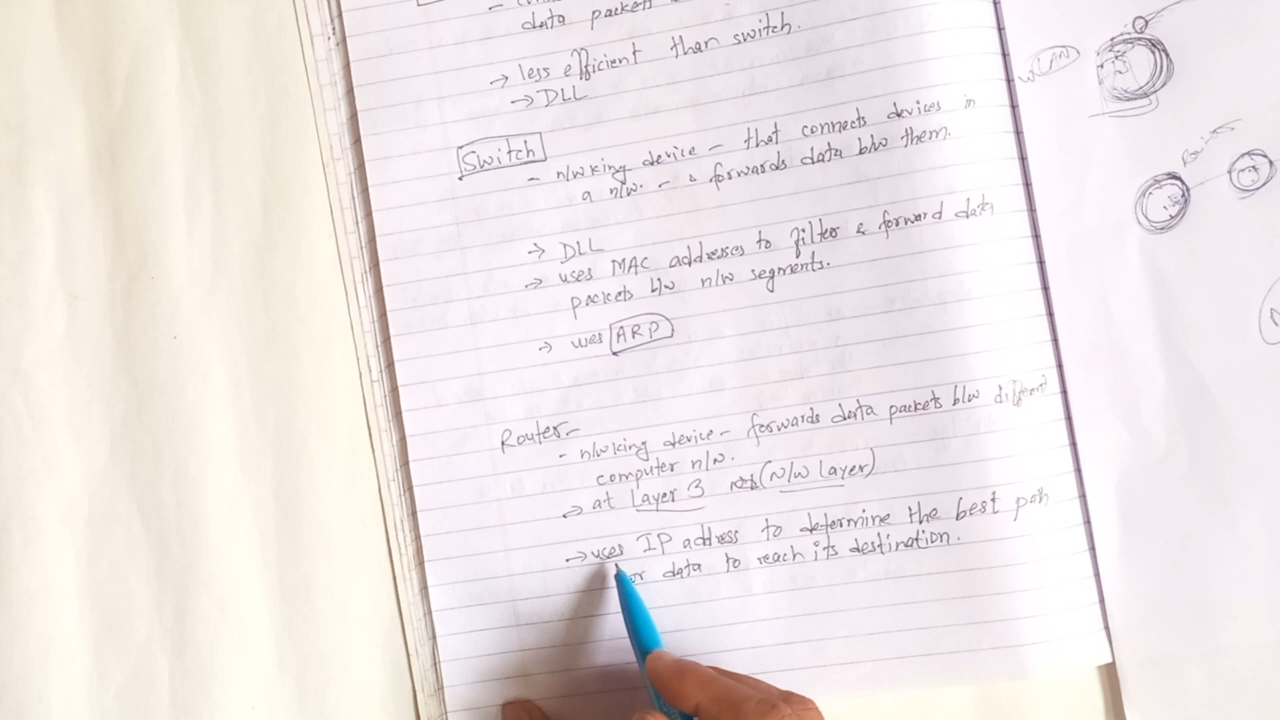 data packets
→ less efficient than switch.
→ DLL
Switch
- n/wking device - that connects devices in
a n/w. - & forwards data b/w them.
→ DLL
→ uses MAC addresses to filter & forward data
packets b/w n/w segments.
→ uses ARP
Router-
- n/wking device - forwards data packets b/w different
computer n/w.
→ at Layer 3 (N/W layer)
→ uses IP address to determine the best path
for data to reach its destination.
WLAN